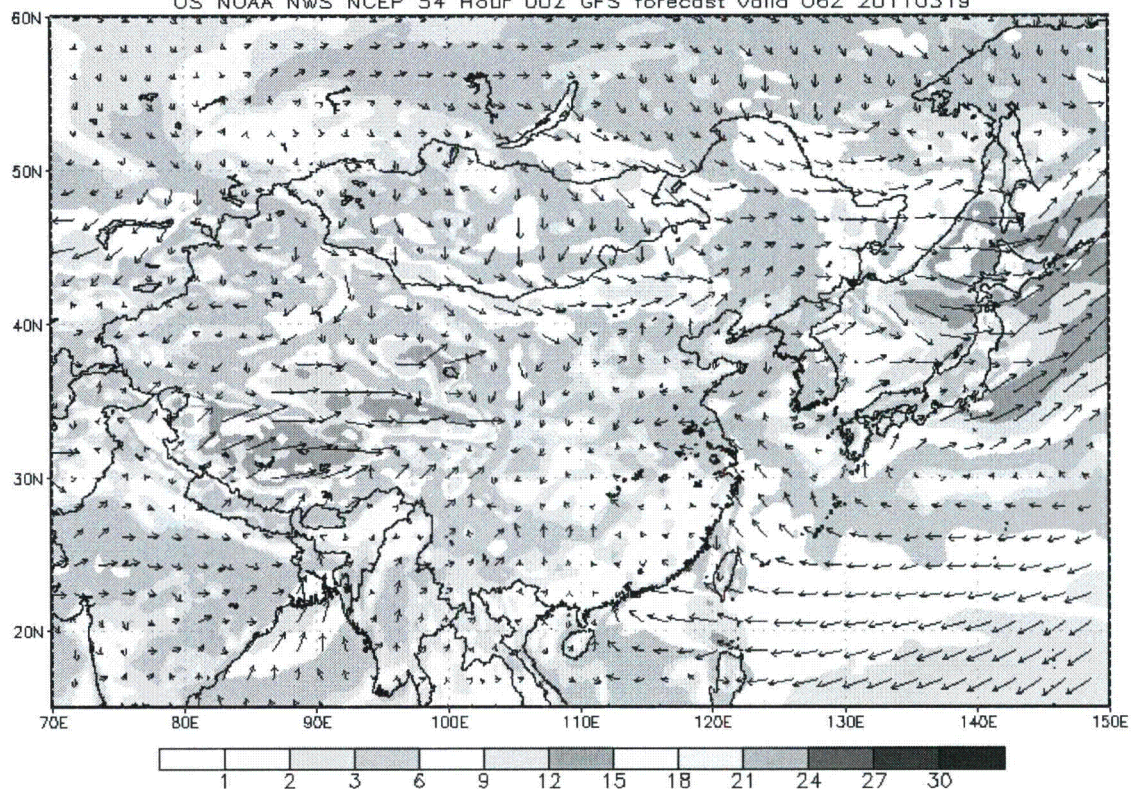 US NOAA NWS NCEP 54 Hour 00Z GFS forecast valid 06Z 20110319
60N
50N
40N
30N
20N
70E 80E 90E 100E 110E 120E 130E 140E 150E
1 2 3 6 9 12 15 18 21 24 27 30